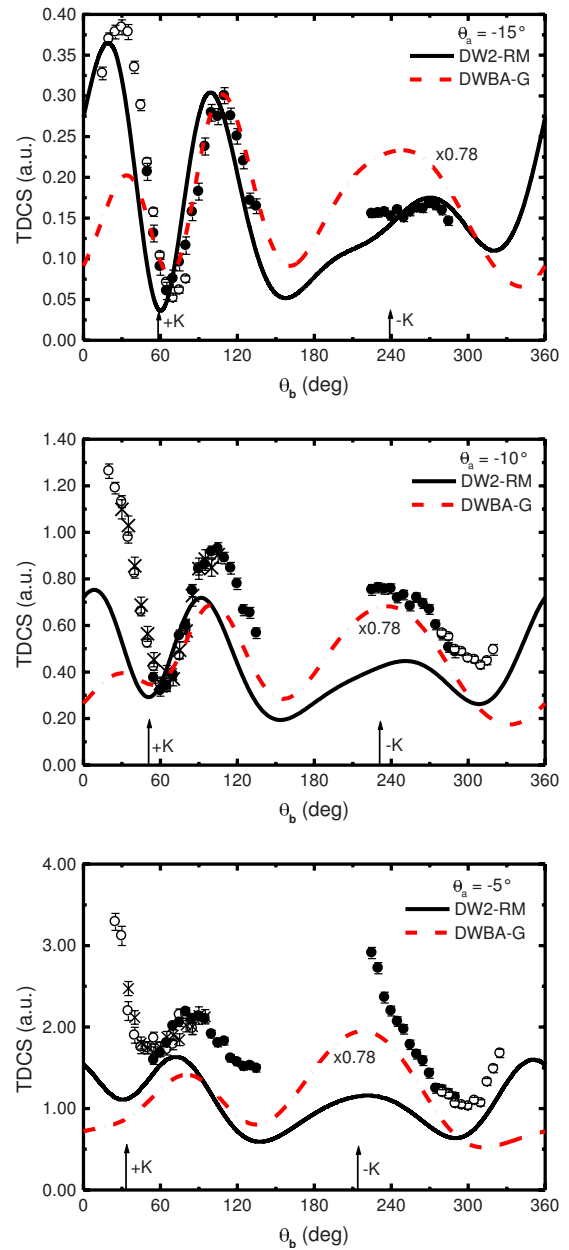 θa = -15°
DW2-RM
DWBA-G
x0.78
+K
-K
TDCS (a.u.)
0.40
0.35
0.30
0.25
0.20
0.15
0.10
0.05
0.00
0 60 120 180 240 300 360
θb (deg)
θa = -10°
DW2-RM
DWBA-G
x0.78
+K
-K
TDCS (a.u.)
1.40
1.20
1.00
0.80
0.60
0.40
0.20
0.00
0 60 120 180 240 300 360
θb (deg)
θa = -5°
DW2-RM
DWBA-G
x0.78
+K
-K
TDCS (a.u.)
4.00
3.00
2.00
1.00
0.00
0 60 120 180 240 300 360
θb (deg)